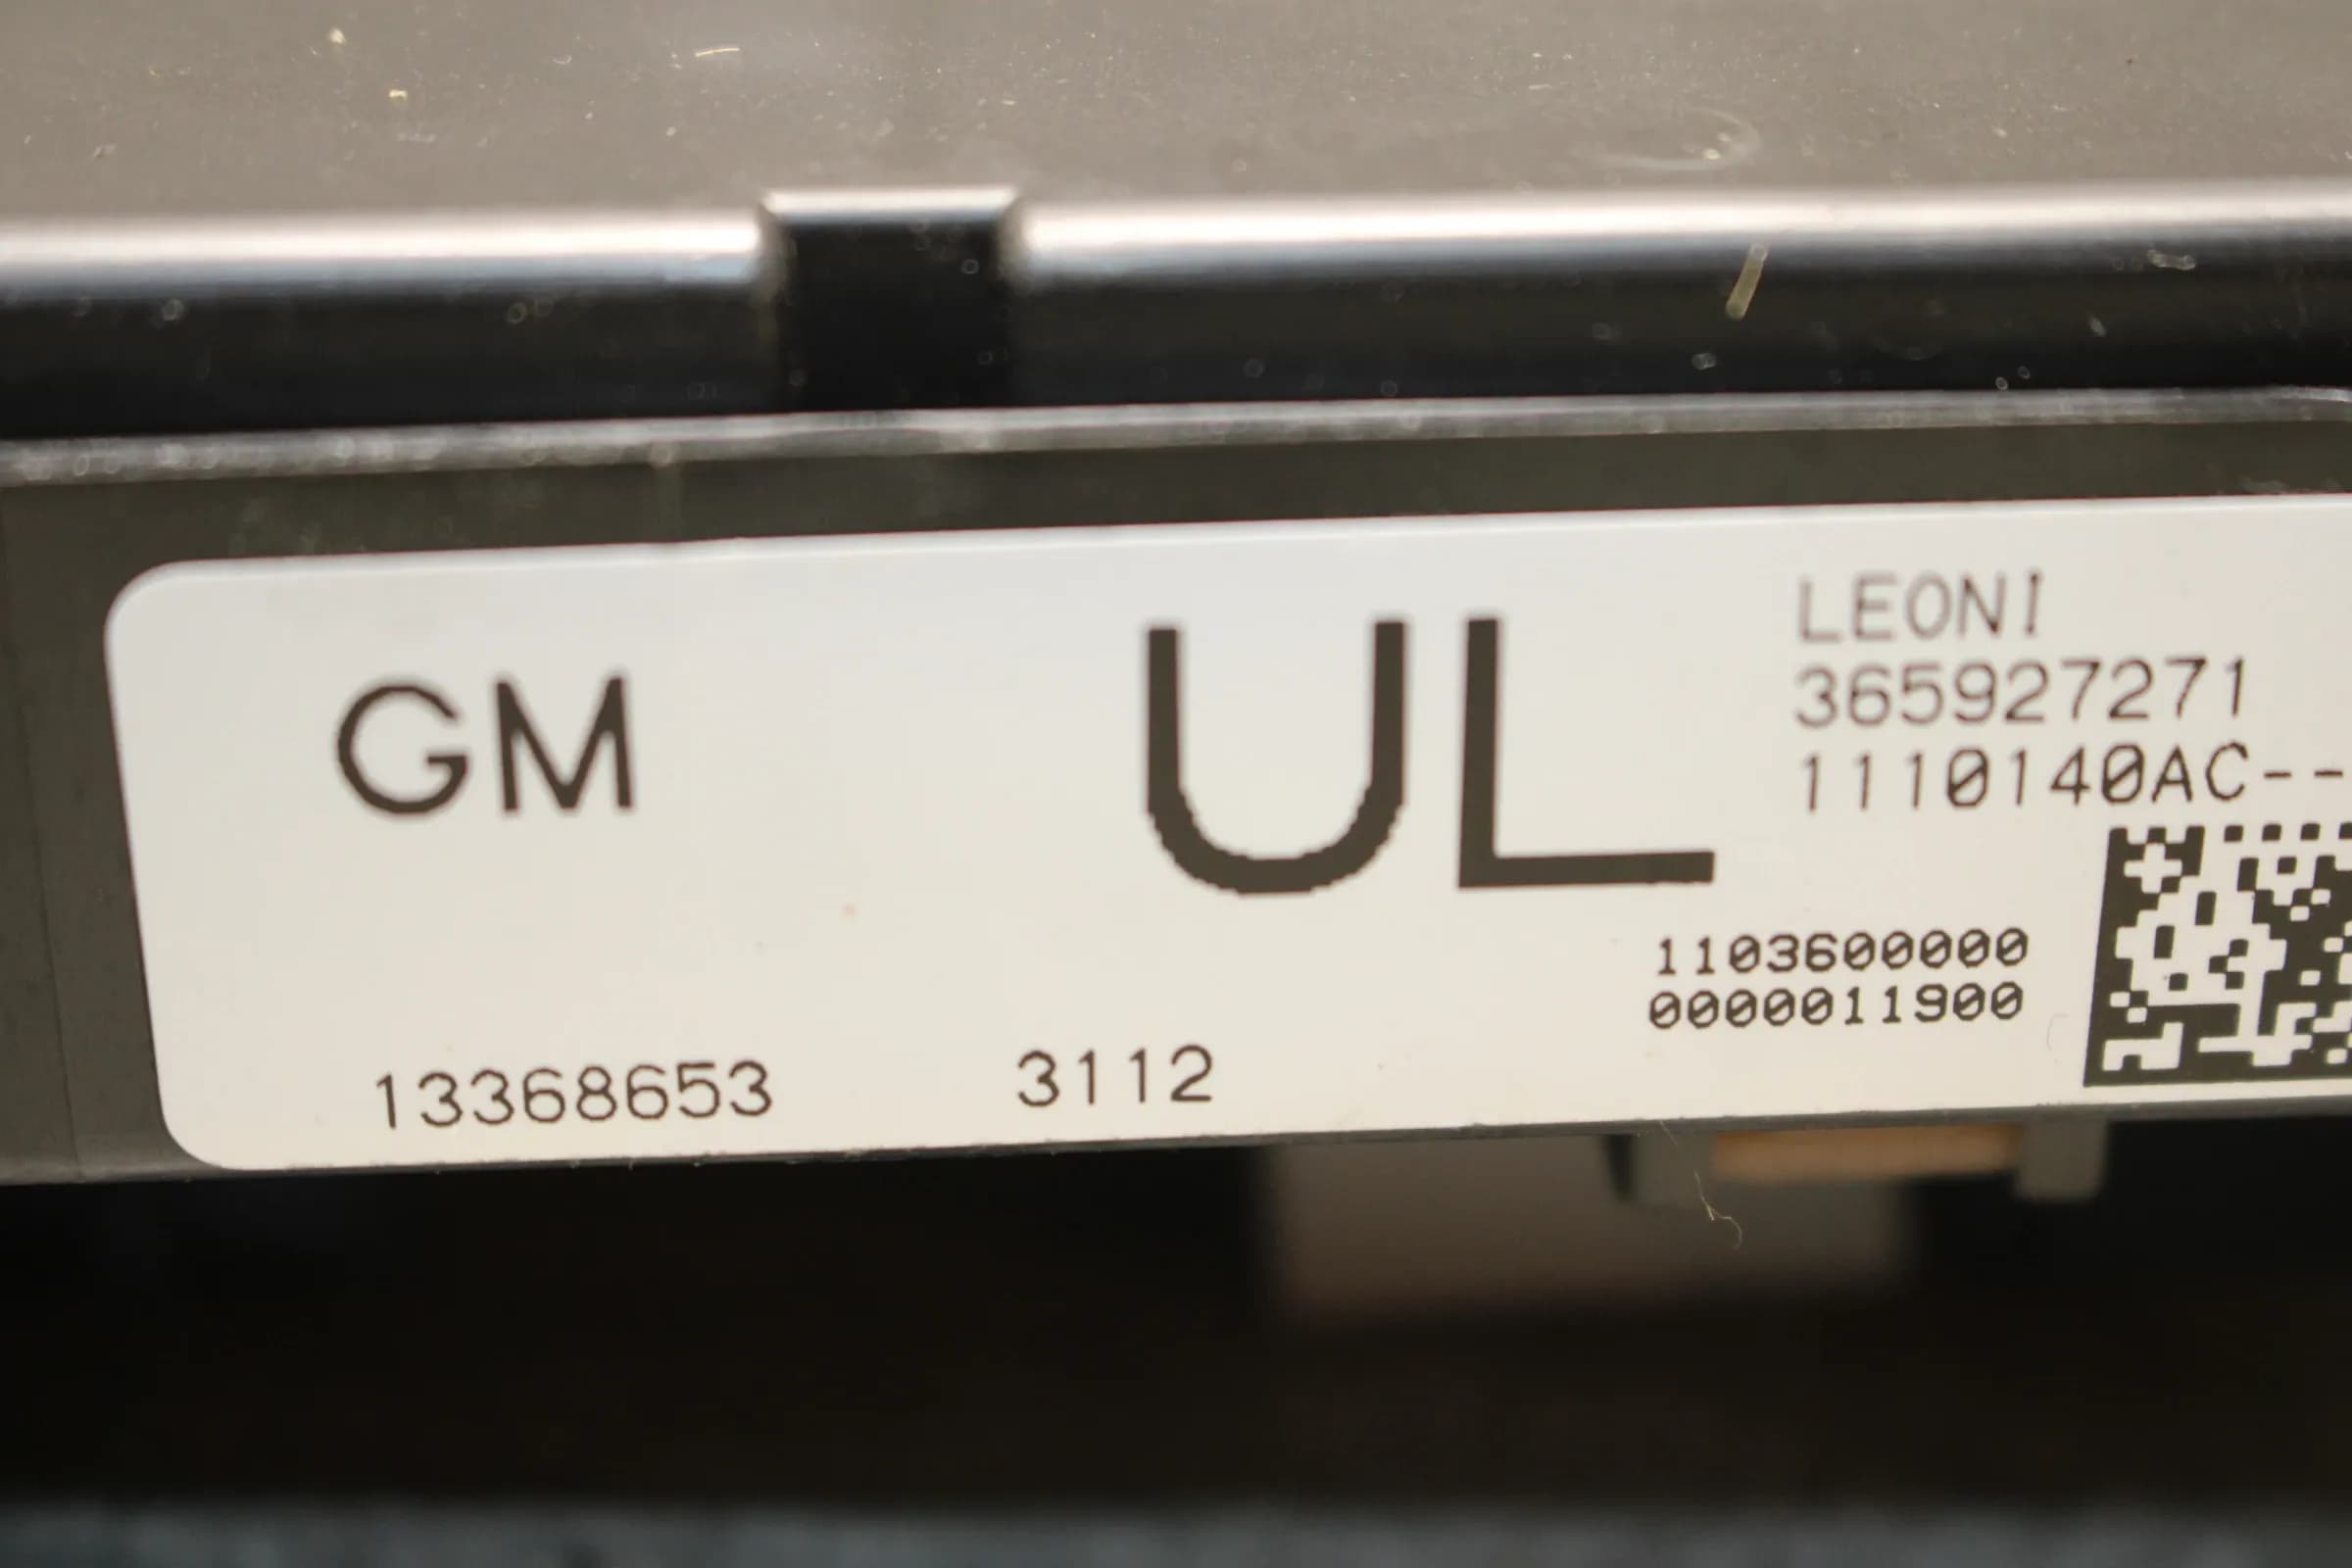 GM
UL
LEONI
365927271
1110140AC--
1103600000
0000011900
13368653
3112